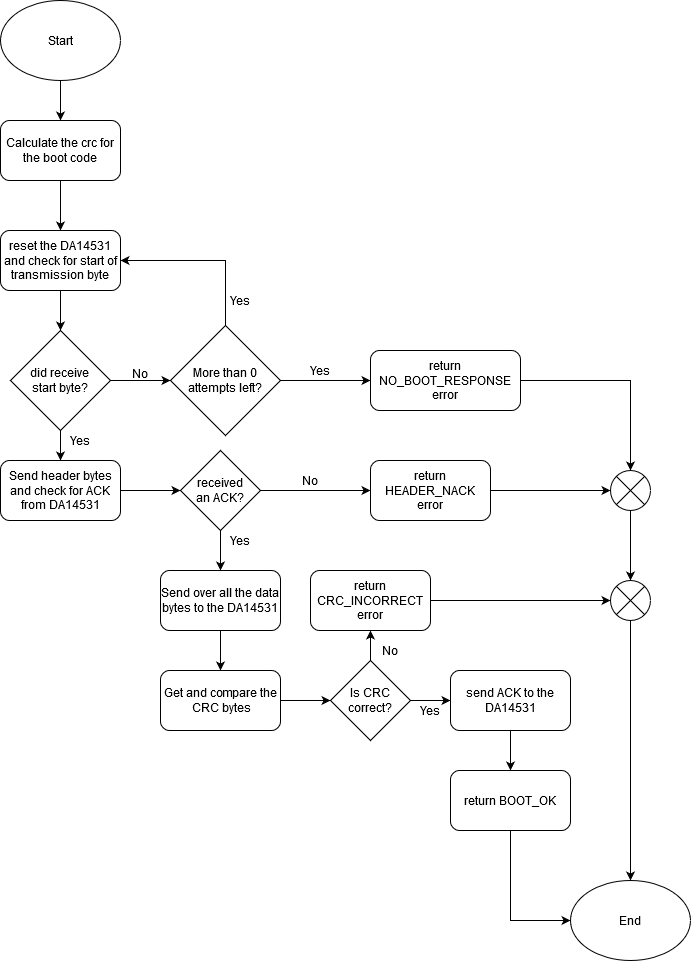 Start
Calculate the crc for
the boot code
reset the DA14531
and check for start of
transmission byte
Yes
did receive
start byte?
No
More than 0
attempts left?
Yes
return
NO_BOOT_RESPONSE
error
Yes
Send header bytes
and check for ACK
from DA14531
received
an ACK?
No
return
HEADER_NACK
error
Yes
Send over all the data
bytes to the DA14531
return
CRC_INCORRECT
error
No
Get and compare the
CRC bytes
Is CRC
correct?
Yes
send ACK to the
DA14531
return BOOT_OK
End